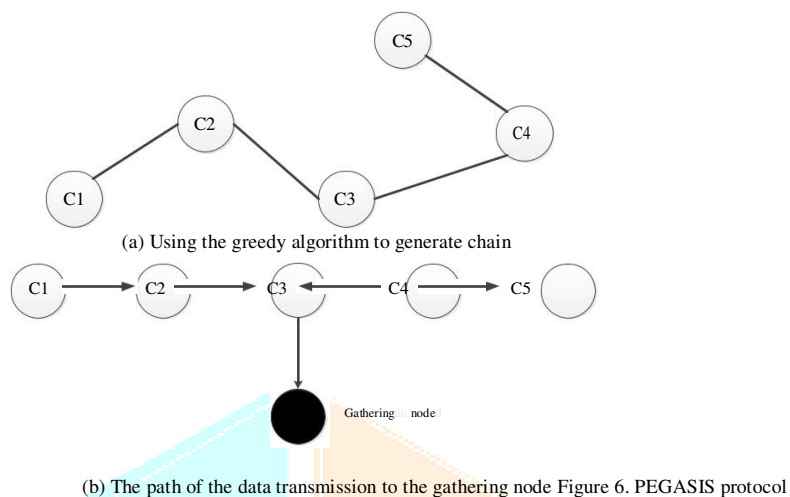 C5
C2
C4
C1
C3
(a) Using the greedy algorithm to generate chain
C1 C2 C3 C4 C5
Gathering node
(b) The path of the data transmission to the gathering node Figure 6. PEGASIS protocol